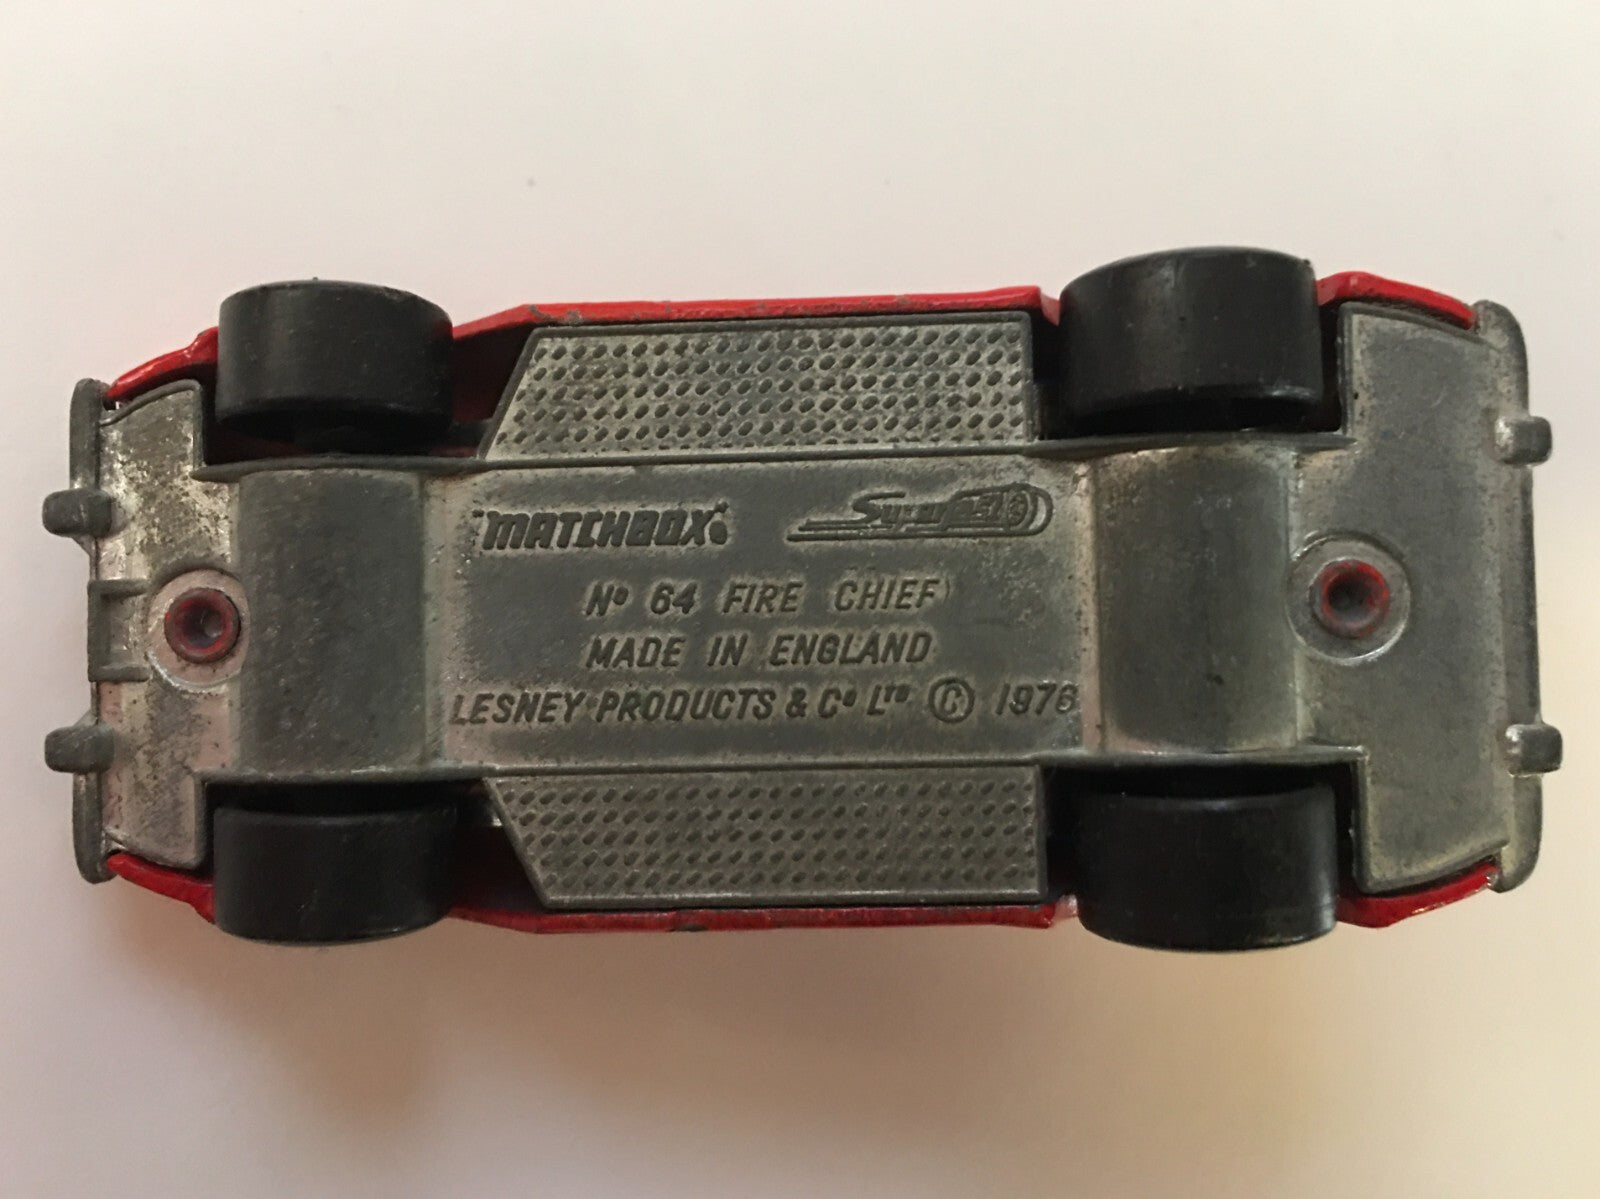 "MATCHBOX" Superfast
Nº 64 FIRE CHIEF
MADE IN ENGLAND
LESNEY PRODUCTS & Cº LTD © 1976